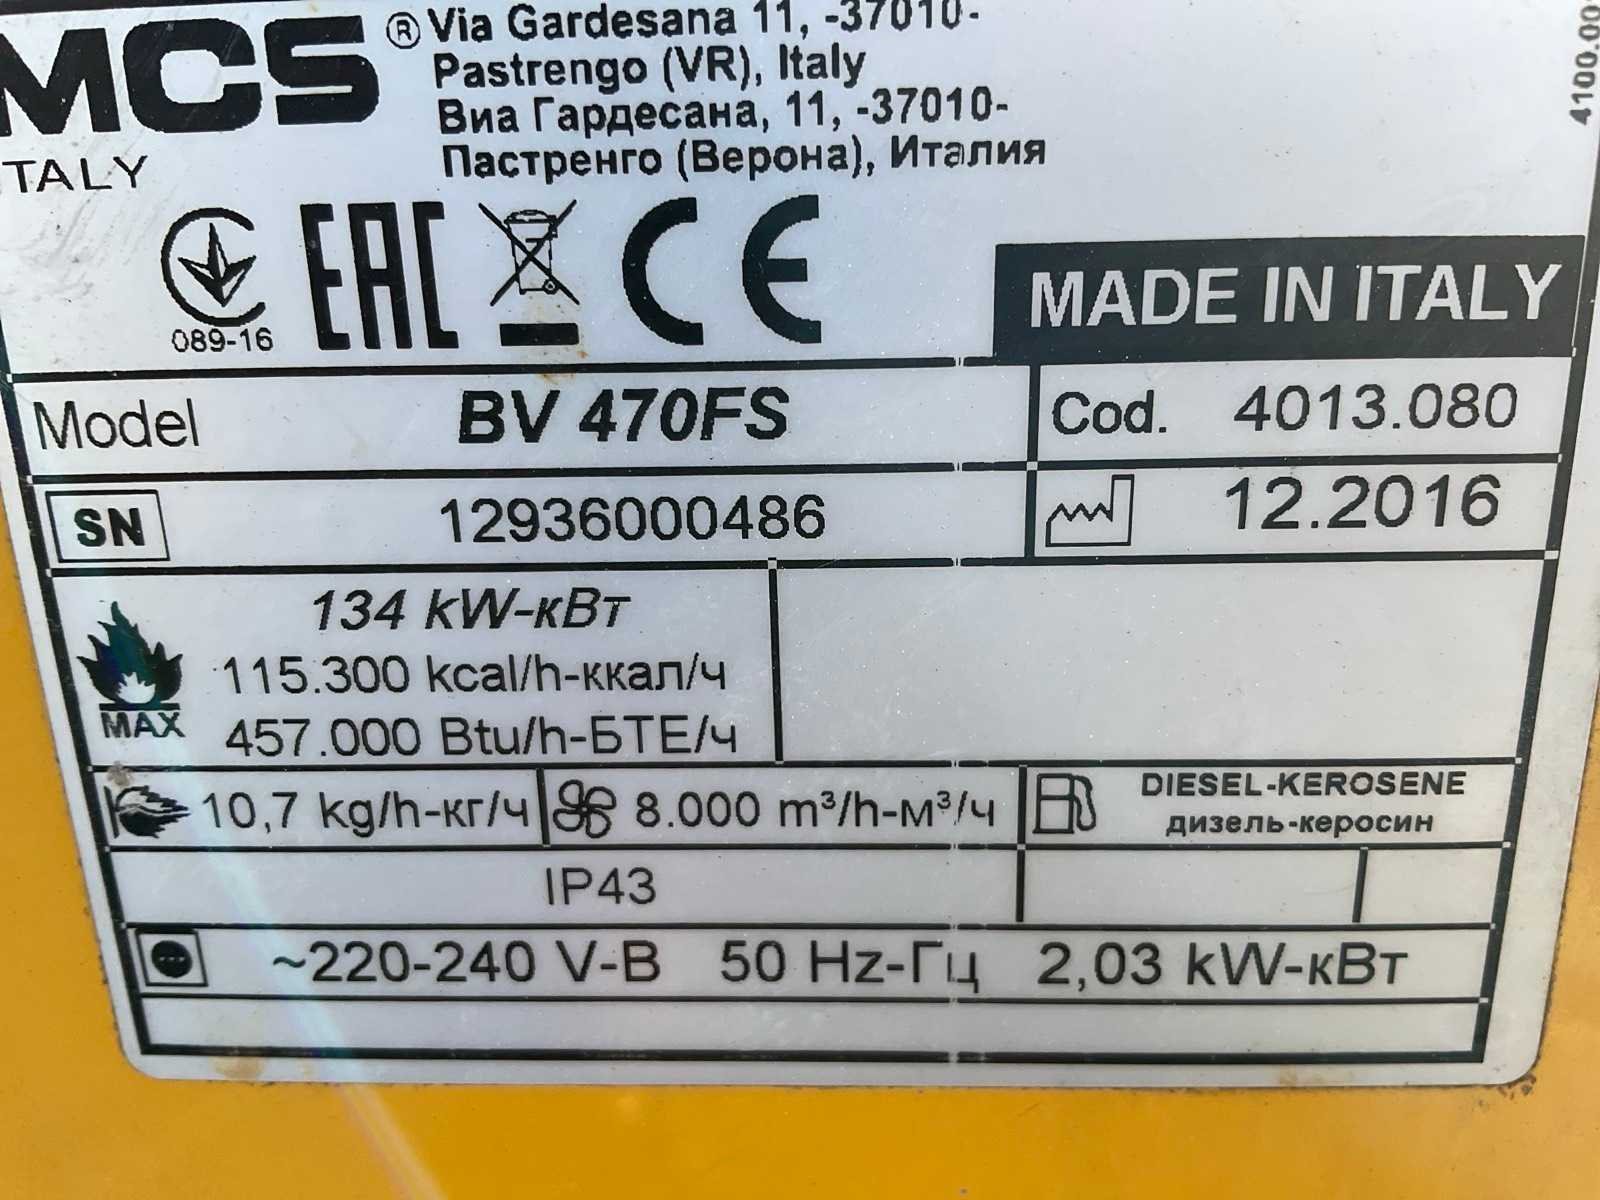 MCS ® Via Gardesana 11, -37010-
Pastrengo (VR), Italy
Виа Гардесана, 11, -37010-
Пастренго (Верона), Италия
ITALY
089-16
EAC
CE
MADE IN ITALY
Model BV 470FS Cod. 4013.080
SN 12936000486 12.2016
134 kW-кВт
115.300 kcal/h-ккал/ч
MAX
457.000 Btu/h-БТЕ/ч
10,7 kg/h-кг/ч 8.000 m³/h-м³/ч
DIESEL-KEROSENE
дизель-керосин
IP43
~220-240 V-В 50 Hz-Гц 2,03 kW-кВт